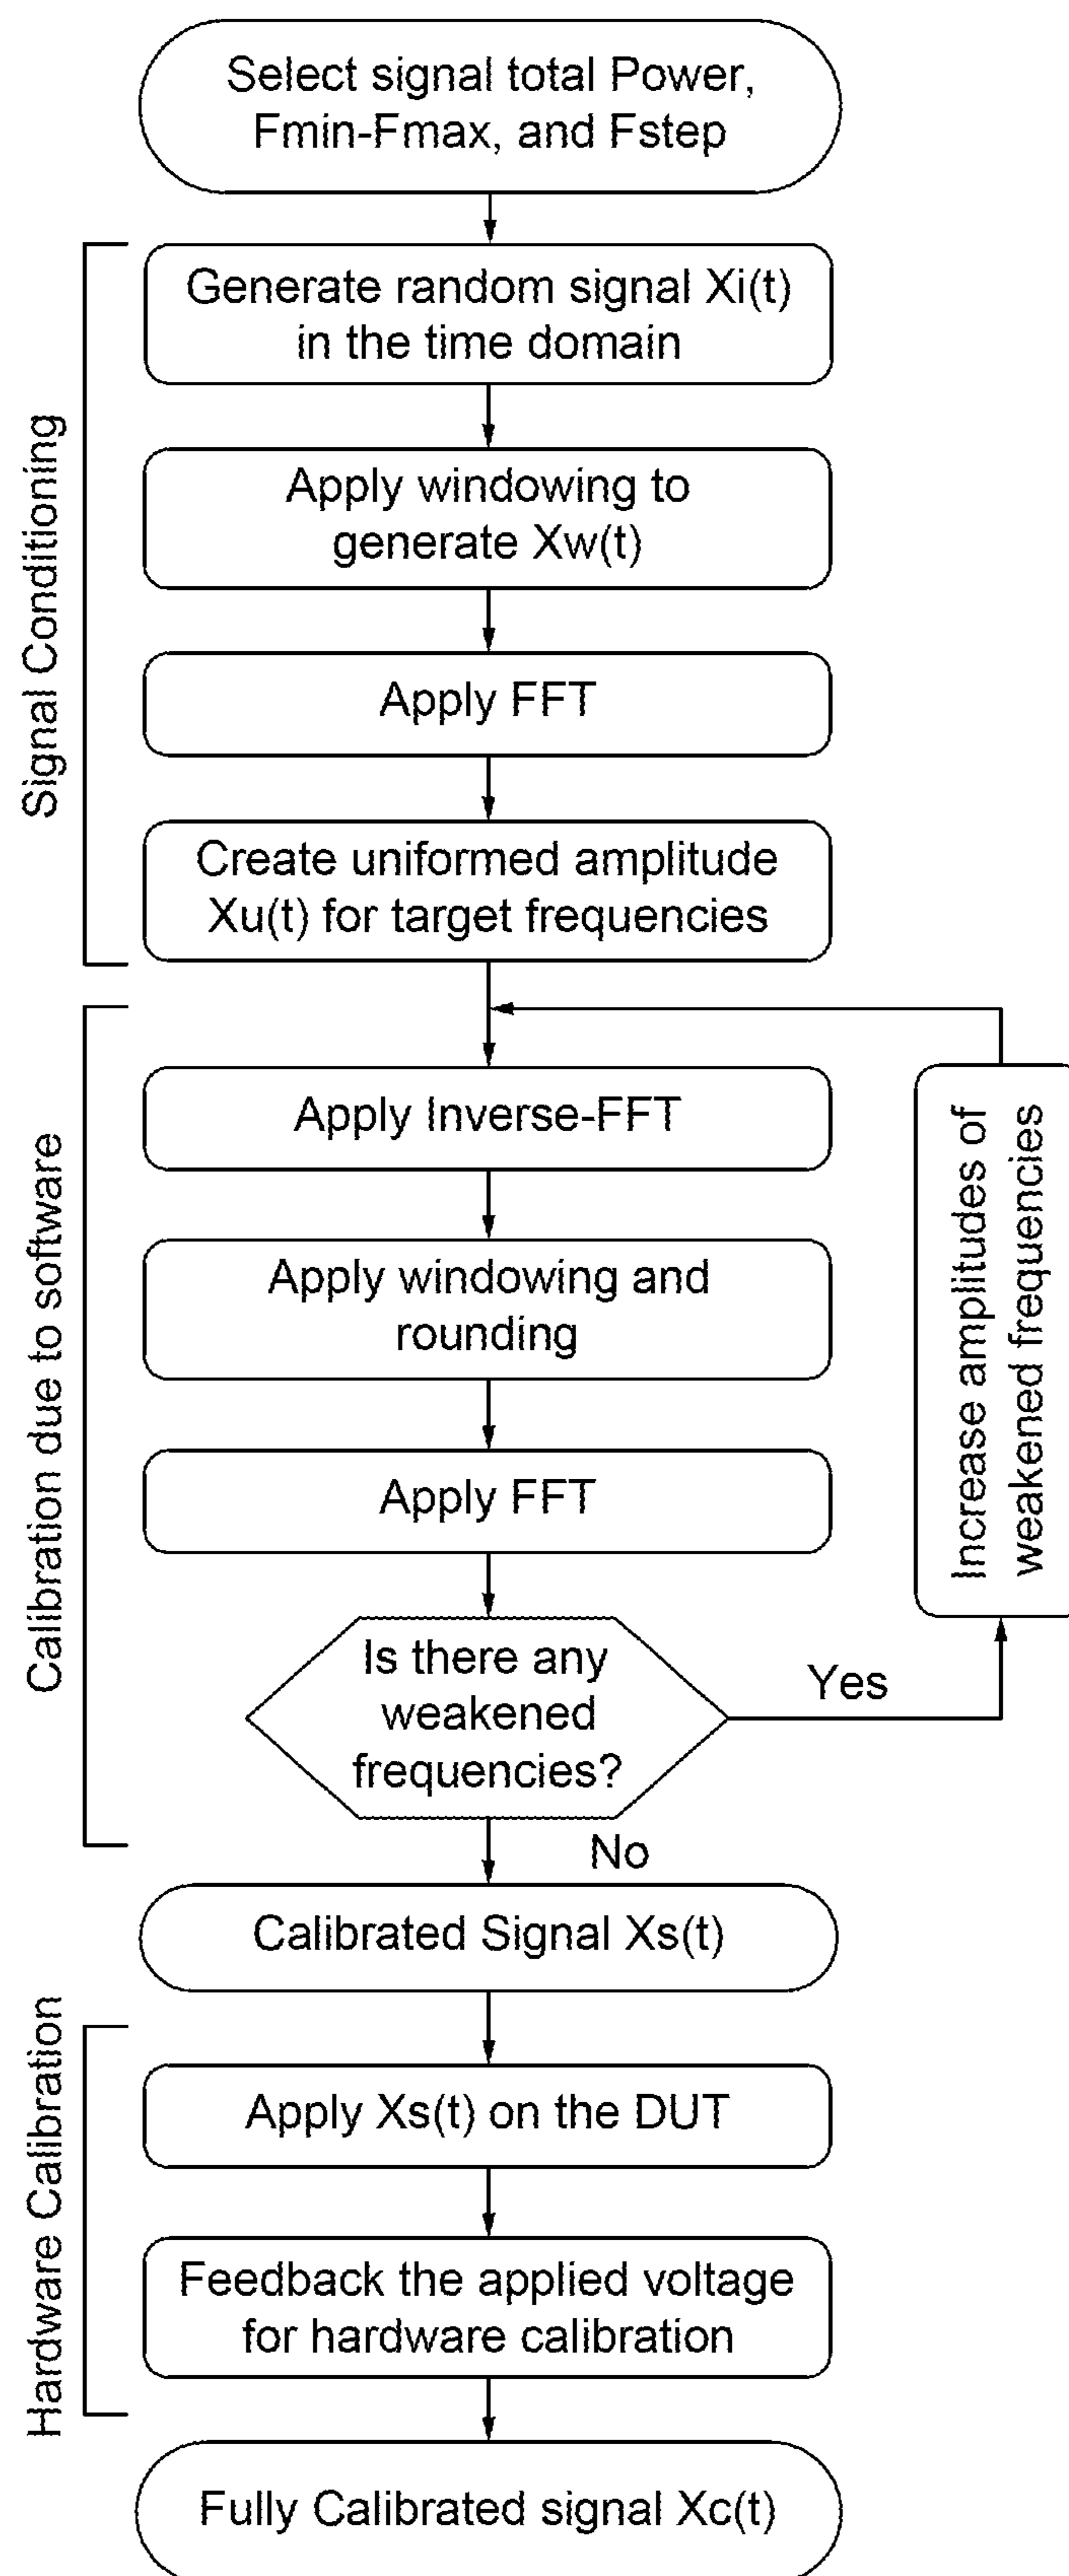 Select signal total Power,
Fmin-Fmax, and Fstep
Signal Conditioning
Generate random signal Xi(t)
in the time domain
Apply windowing to
generate Xw(t)
Apply FFT
Create uniformed amplitude
Xu(t) for target frequencies
Calibration due to software
Apply Inverse-FFT
Apply windowing and
rounding
Apply FFT
Is there any
weakened
frequencies?
Yes
Increase amplitudes of
weakened frequencies
No
Calibrated Signal Xs(t)
Hardware Calibration
Apply Xs(t) on the DUT
Feedback the applied voltage
for hardware calibration
Fully Calibrated signal Xc(t)